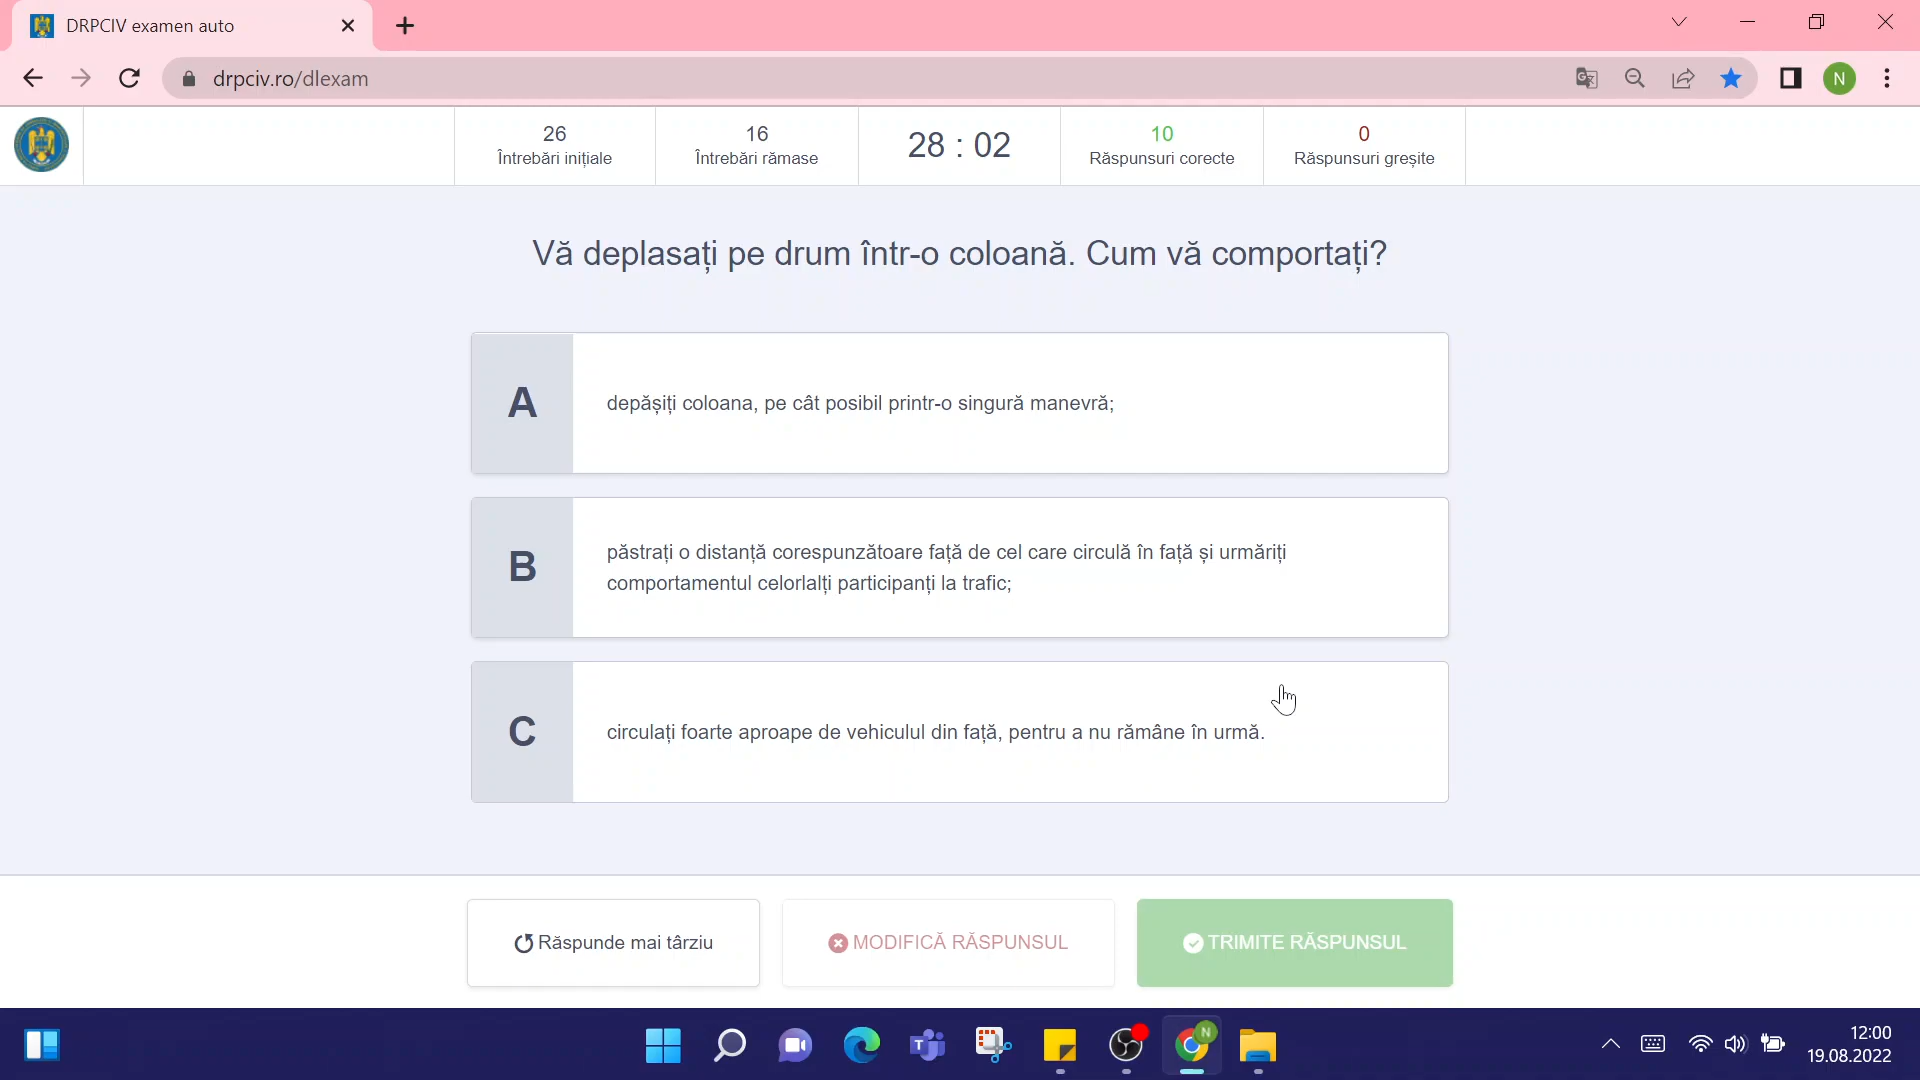 DRPCIV examen auto
drpciv.ro/dlexam
N
26
Întrebări inițiale
16
Întrebări rămase
28 : 02
10
Răspunsuri corecte
0
Răspunsuri greșite
Vă deplasați pe drum într-o coloană. Cum vă comportați?
A
depășiți coloana, pe cât posibil printr-o singură manevră;
B
păstrați o distanță corespunzătoare față de cel care circulă în față și urmăriți
comportamentul celorlalți participanți la trafic;
C
circulați foarte aproape de vehiculul din față, pentru a nu rămâne în urmă.
Răspunde mai târziu
MODIFICĂ RĂSPUNSUL
TRIMITE RĂSPUNSUL
N
12:00
19.08.2022